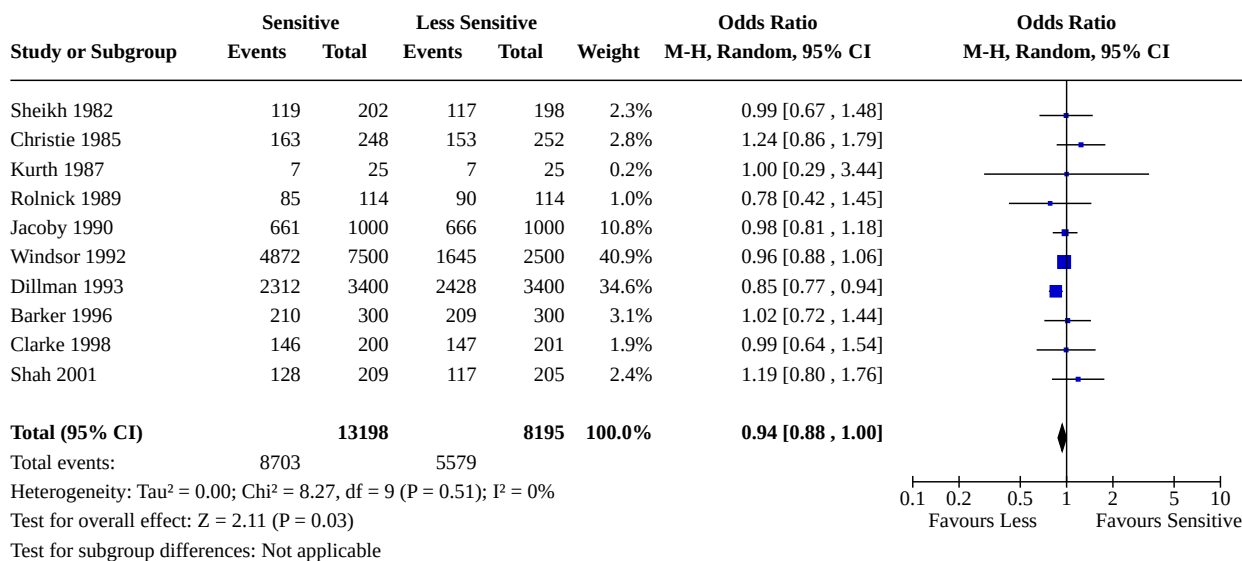 Sensitive Less Sensitive Odds Ratio Odds Ratio
Study or Subgroup Events Total Events Total Weight M-H, Random, 95% CI M-H, Random, 95% CI
Sheikh 1982 119 202 117 198 2.3% 0.99 [0.67 , 1.48]
Christie 1985 163 248 153 252 2.8% 1.24 [0.86 , 1.79]
Kurth 1987 7 25 7 25 0.2% 1.00 [0.29 , 3.44]
Rolnick 1989 85 114 90 114 1.0% 0.78 [0.42 , 1.45]
Jacoby 1990 661 1000 666 1000 10.8% 0.98 [0.81 , 1.18]
Windsor 1992 4872 7500 1645 2500 40.9% 0.96 [0.88 , 1.06]
Dillman 1993 2312 3400 2428 3400 34.6% 0.85 [0.77 , 0.94]
Barker 1996 210 300 209 300 3.1% 1.02 [0.72 , 1.44]
Clarke 1998 146 200 147 201 1.9% 0.99 [0.64 , 1.54]
Shah 2001 128 209 117 205 2.4% 1.19 [0.80 , 1.76]
Total (95% CI) 13198 8195 100.0% 0.94 [0.88 , 1.00]
Total events: 8703 5579
Heterogeneity: Tau² = 0.00; Chi² = 8.27, df = 9 (P = 0.51); I² = 0%
0.1 0.2 0.5 1 2 5 10
Test for overall effect: Z = 2.11 (P = 0.03) Favours Less Favours Sensitive
Test for subgroup differences: Not applicable